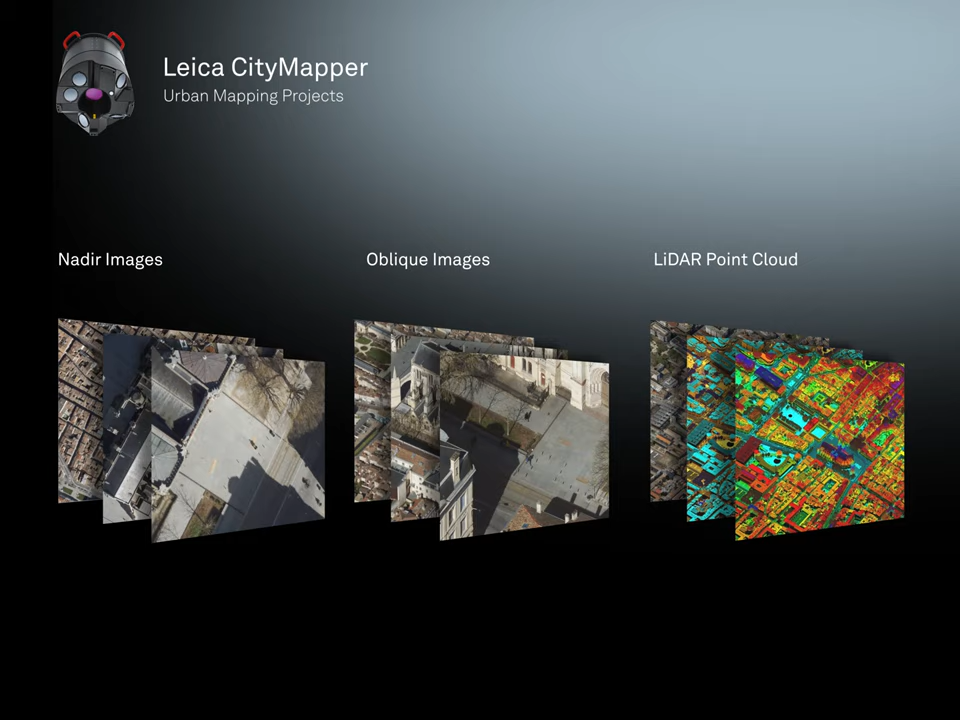 Leica CityMapper
Urban Mapping Projects
Nadir Images
Oblique Images
LiDAR Point Cloud